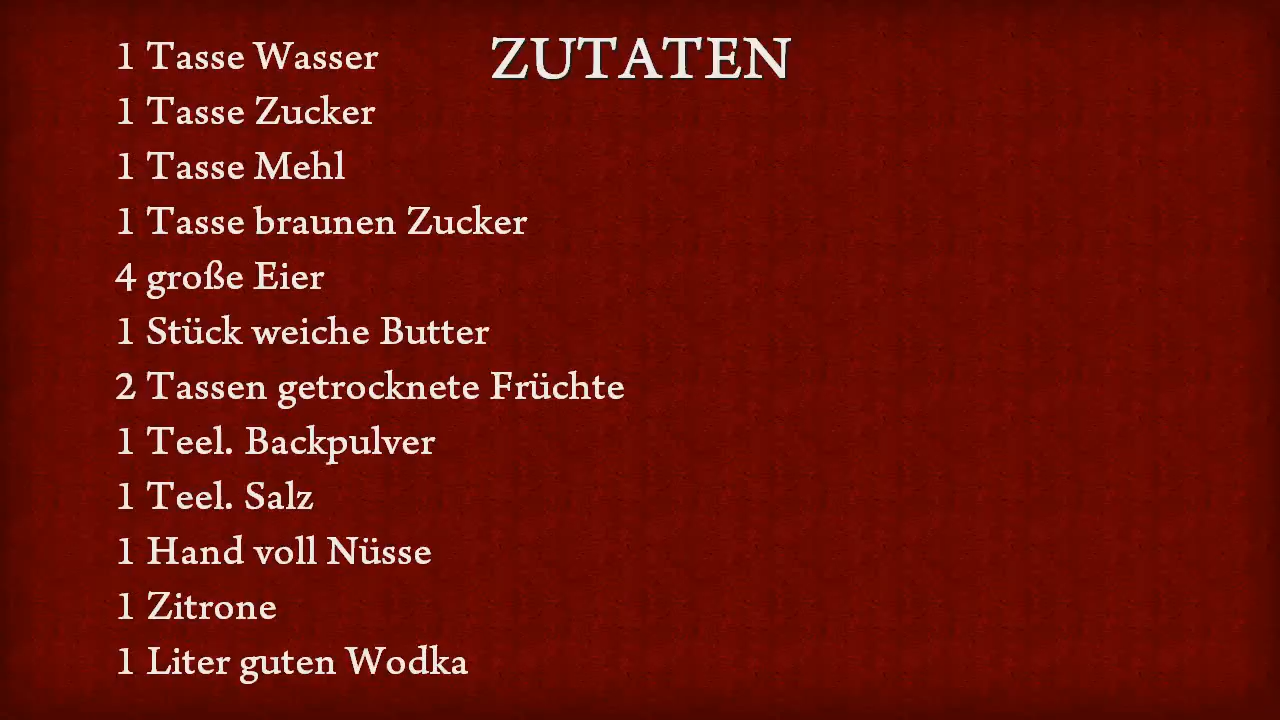 ZUTATEN
1 Tasse Wasser
1 Tasse Zucker
1 Tasse Mehl
1 Tasse braunen Zucker
4 große Eier
1 Stück weiche Butter
2 Tassen getrocknete Früchte
1 Teel. Backpulver
1 Teel. Salz
1 Hand voll Nüsse
1 Zitrone
1 Liter guten Wodka